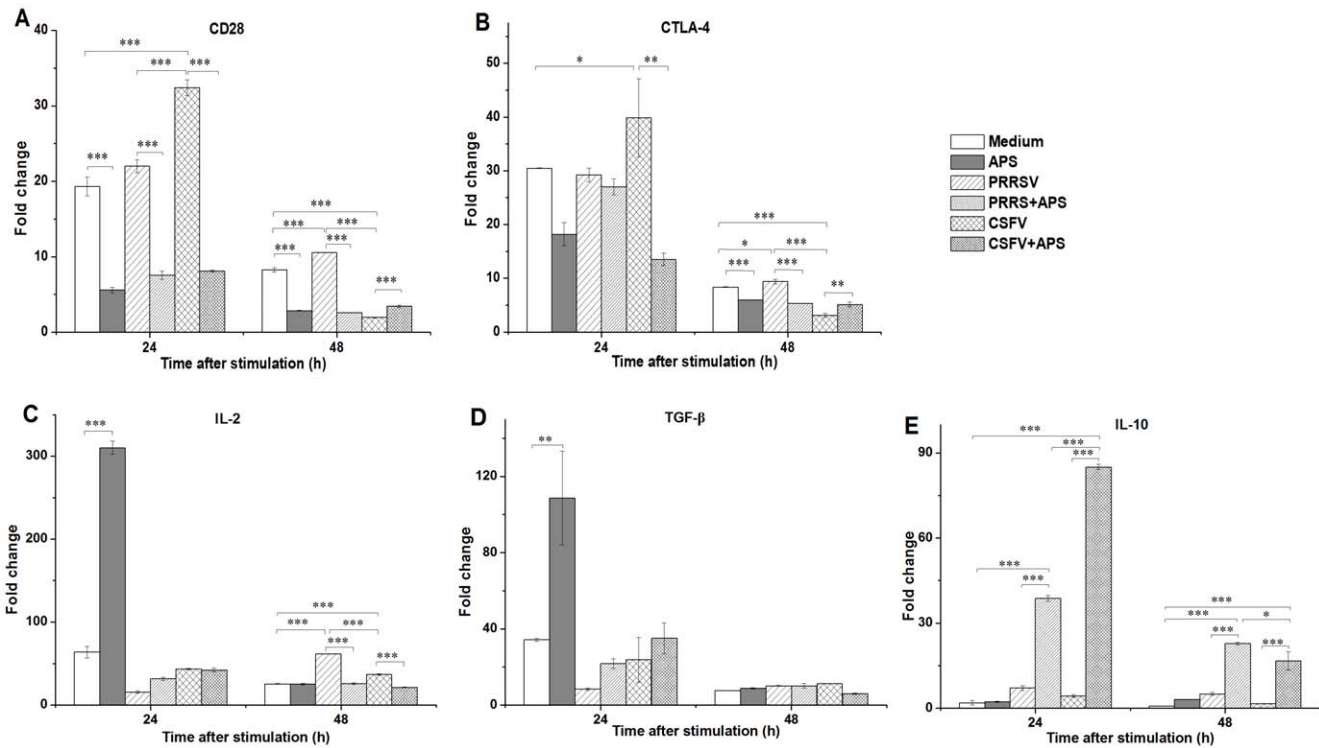 A
CD28
Fold change
40
30
20
10
0
***
***
***
***
***
***
***
***
***
***
***
***
24
48
Time after stimulation (h)
B
CTLA-4
Fold change
50
40
30
20
10
0
*
**
***
*
***
***
***
**
24
48
Time after stimulation (h)
Medium
APS
PRRSV
PRRS+APS
CSFV
CSFV+APS
C
IL-2
Fold change
300
200
100
50
0
***
***
***
***
***
***
24
48
Time after stimulation (h)
D
TGF-β
Fold change
120
80
40
0
**
24
48
Time after stimulation (h)
E
IL-10
Fold change
90
60
30
0
***
***
***
***
***
***
***
*
***
***
24
48
Time after stimulation (h)